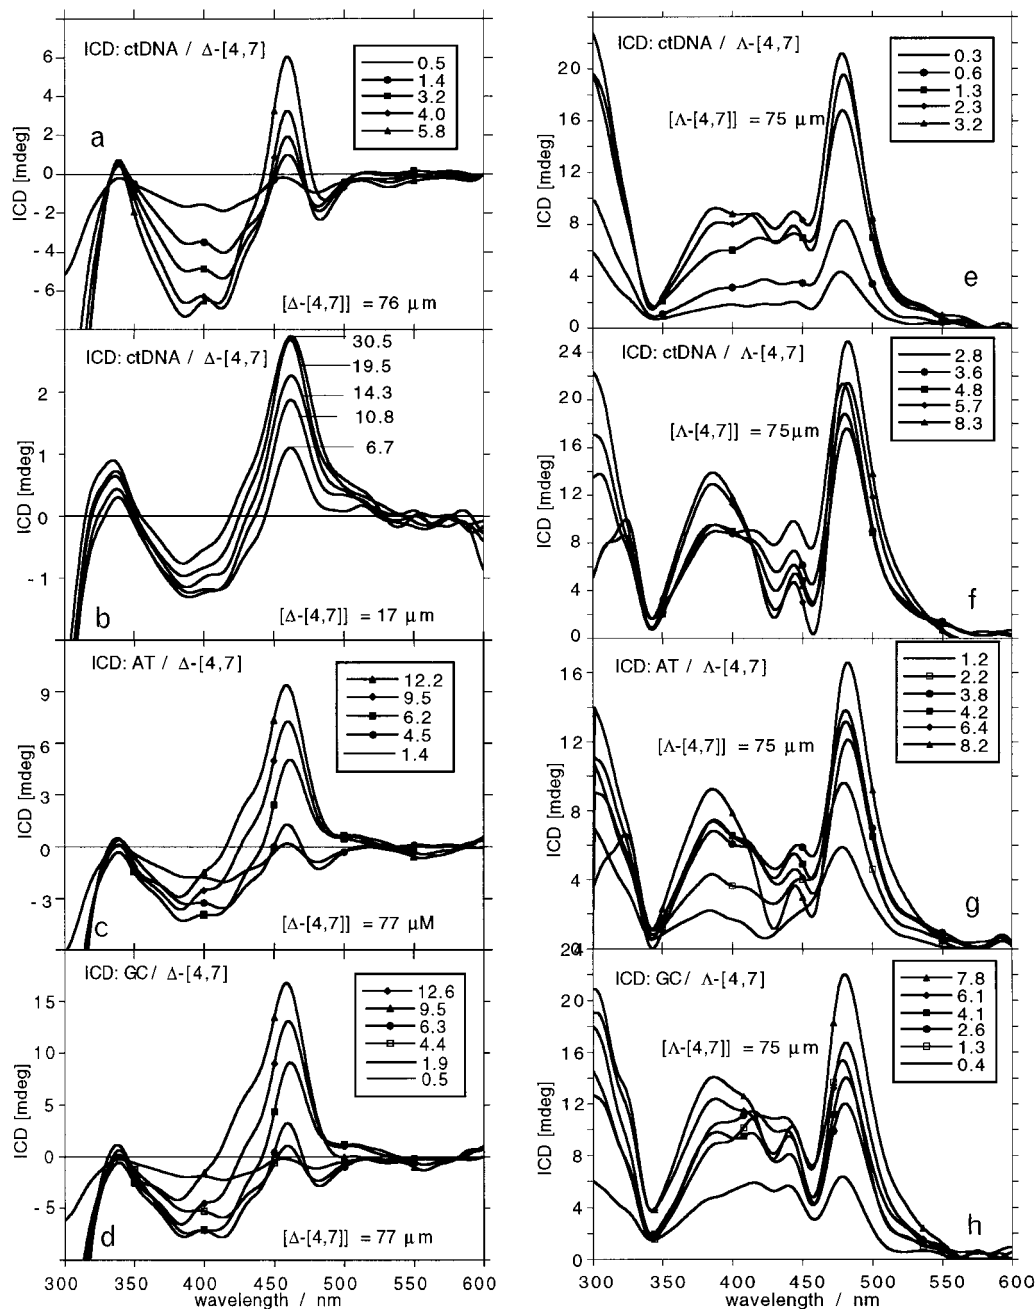 ICD: ctDNA / Δ-[4,7]
0.5
1.4
3.2
4.0
5.8
a
[Δ-[4,7]] = 76 μm
ICD [mdeg]
6
4
2
0
- 2
- 4
- 6
ICD: ctDNA / Δ-[4,7]
30.5
19.5
14.3
10.8
6.7
b
[Δ-[4,7]] = 17 μm
ICD [mdeg]
2
1
0
- 1
ICD: AT / Δ-[4,7]
12.2
9.5
6.2
4.5
1.4
c
[Δ-[4,7]] = 77 μM
ICD [mdeg]
9
6
3
0
- 3
ICD: GC/ Δ-[4,7]
12.6
9.5
6.3
4.4
1.9
0.5
d
[Δ-[4,7]] = 77 μm
ICD [mdeg]
15
10
5
0
-5
300 350 400 450 500 550 600
wavelength / nm
ICD: ctDNA / Λ-[4,7]
0.3
0.6
1.3
2.3
3.2
[Λ-[4,7]] = 75 μm
e
ICD [mdeg]
20
16
12
8
4
0
ICD: ctDNA / Λ-[4,7]
2.8
3.6
4.8
5.7
8.3
[Λ-[4,7]] = 75μm
f
ICD [mdeg]
24
20
16
12
8
4
0
ICD: AT / Λ-[4,7]
1.2
2.2
3.8
4.2
6.4
8.2
[Λ-[4,7]] = 75 μm
g
ICD [mdeg]
16
12
8
4
ICD: GC/ Λ-[4,7]
7.8
6.1
4.1
2.6
1.3
0.4
[Λ-[4,7]] = 75 μm
h
ICD [mdeg]
20
16
12
8
4
0
300 350 400 450 500 550 600
wavelength / nm